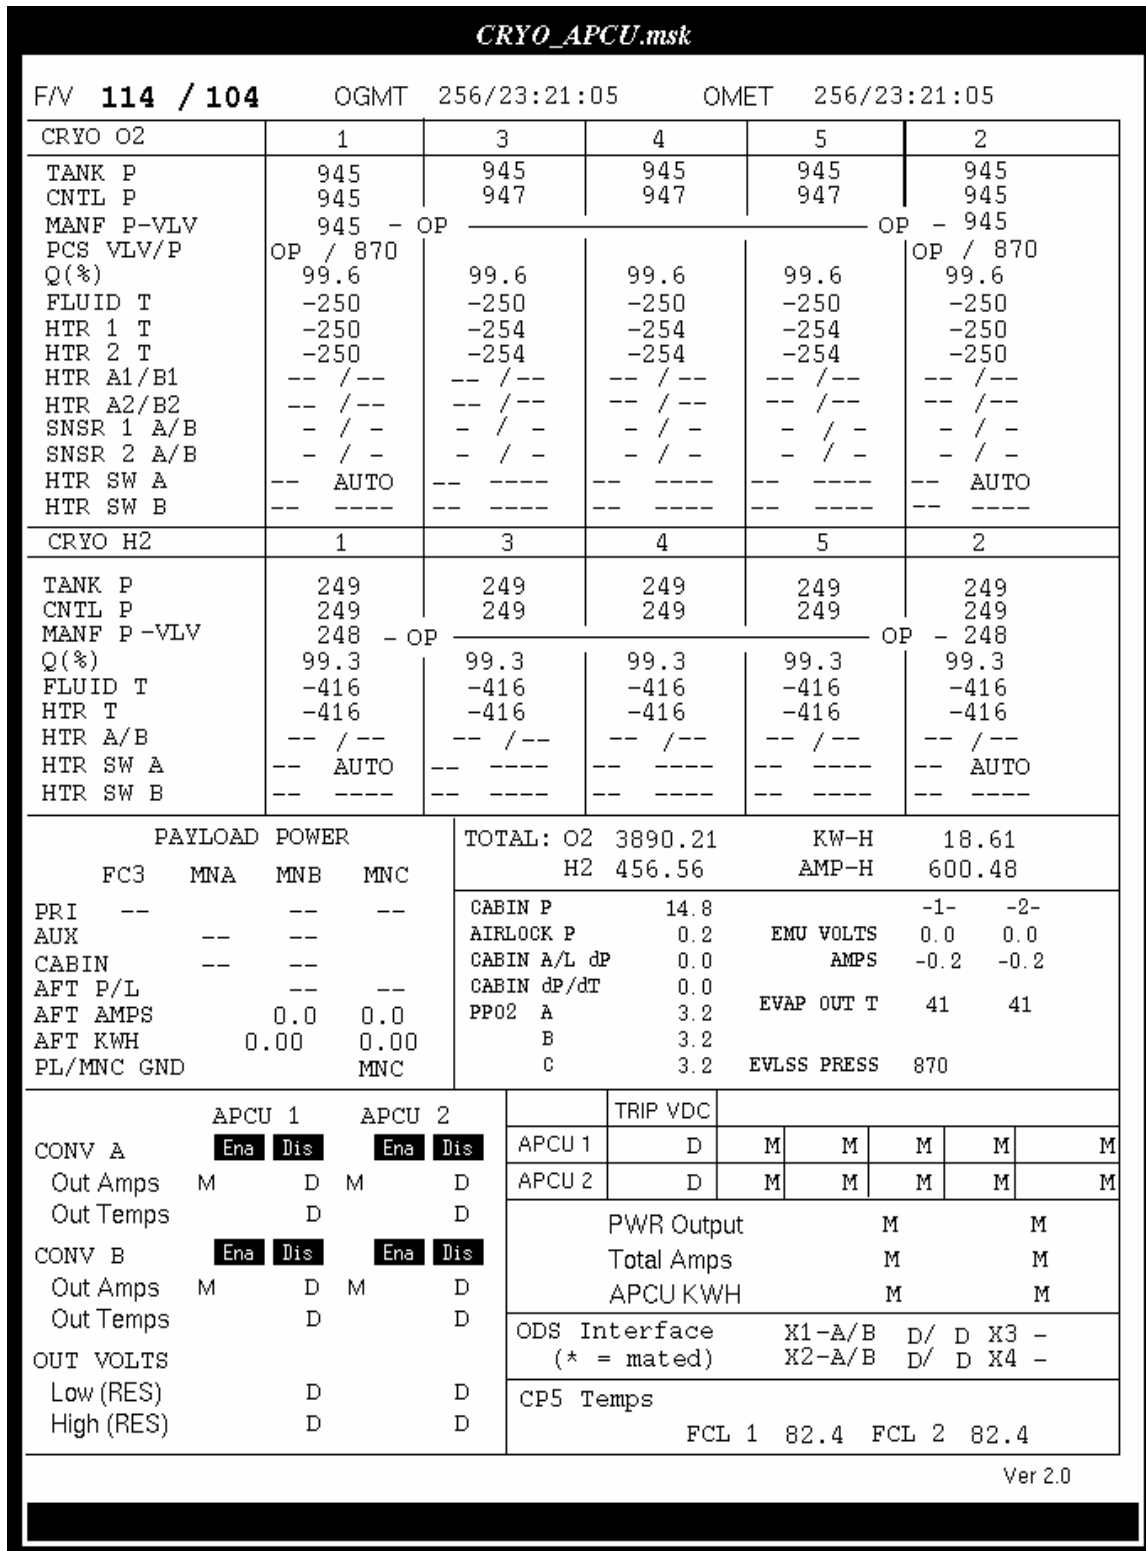 CRYO_APCU.msk
F/V 114 / 104 OGMT 256/23:21:05 OMET 256/23:21:05
CRYO O2 1 3 4 5 2
TANK P 945 945 945 945 945
CNTL P 945 947 947 947 945
MANF P-VLV 945 - OP OP - 945
PCS VLV/P OP / 870 OP / 870
Q(%) 99.6 99.6 99.6 99.6 99.6
FLUID T -250 -250 -250 -250 -250
HTR 1 T -250 -254 -254 -254 -250
HTR 2 T -250 -254 -254 -254 -250
HTR A1/B1 -- /-- -- /-- -- /-- -- /-- -- /--
HTR A2/B2 -- /-- -- /-- -- /-- -- /-- -- /--
SNSR 1 A/B - / - - / - - / - - / - - / -
SNSR 2 A/B - / - - / - - / - - / - - / -
HTR SW A -- AUTO -- ---- -- ---- -- ---- -- AUTO
HTR SW B -- ---- -- ---- -- ---- -- ---- -- ----
CRYO H2 1 3 4 5 2
TANK P 249 249 249 249 249
CNTL P 249 249 249 249 249
MANF P-VLV 248 - OP OP - 248
Q(%) 99.3 99.3 99.3 99.3 99.3
FLUID T -416 -416 -416 -416 -416
HTR T -416 -416 -416 -416 -416
HTR A/B -- /-- -- /-- -- /-- -- /-- -- /--
HTR SW A -- AUTO -- ---- -- ---- -- ---- -- AUTO
HTR SW B -- ---- -- ---- -- ---- -- ---- -- ----
PAYLOAD POWER
FC3 MNA MNB MNC
PRI -- -- --
AUX -- --
CABIN -- --
AFT P/L -- --
AFT AMPS 0.0 0.0
AFT KWH 0.00 0.00
PL/MNC GND MNC
TOTAL: O2 3890.21 KW-H 18.61
H2 456.56 AMP-H 600.48
CABIN P 14.8 -1- -2-
AIRLOCK P 0.2 EMU VOLTS 0.0 0.0
CABIN A/L dP 0.0 AMPS -0.2 -0.2
CABIN dP/dT 0.0
PPO2 A 3.2 EVAP OUT T 41 41
B 3.2
C 3.2 EVLSS PRESS 870
APCU 1 APCU 2
CONV A Ena Dis Ena Dis
Out Amps M D M D
Out Temps D D
CONV B Ena Dis Ena Dis
Out Amps M D M D
Out Temps D D
OUT VOLTS
Low (RES) D D
High (RES) D D
TRIP VDC
APCU 1 D M M M M M
APCU 2 D M M M M M
PWR Output M M
Total Amps M M
APCU KWH M M
ODS Interface X1-A/B D/ D X3 -
(* = mated) X2-A/B D/ D X4 -
CP5 Temps
FCL 1 82.4 FCL 2 82.4
Ver 2.0